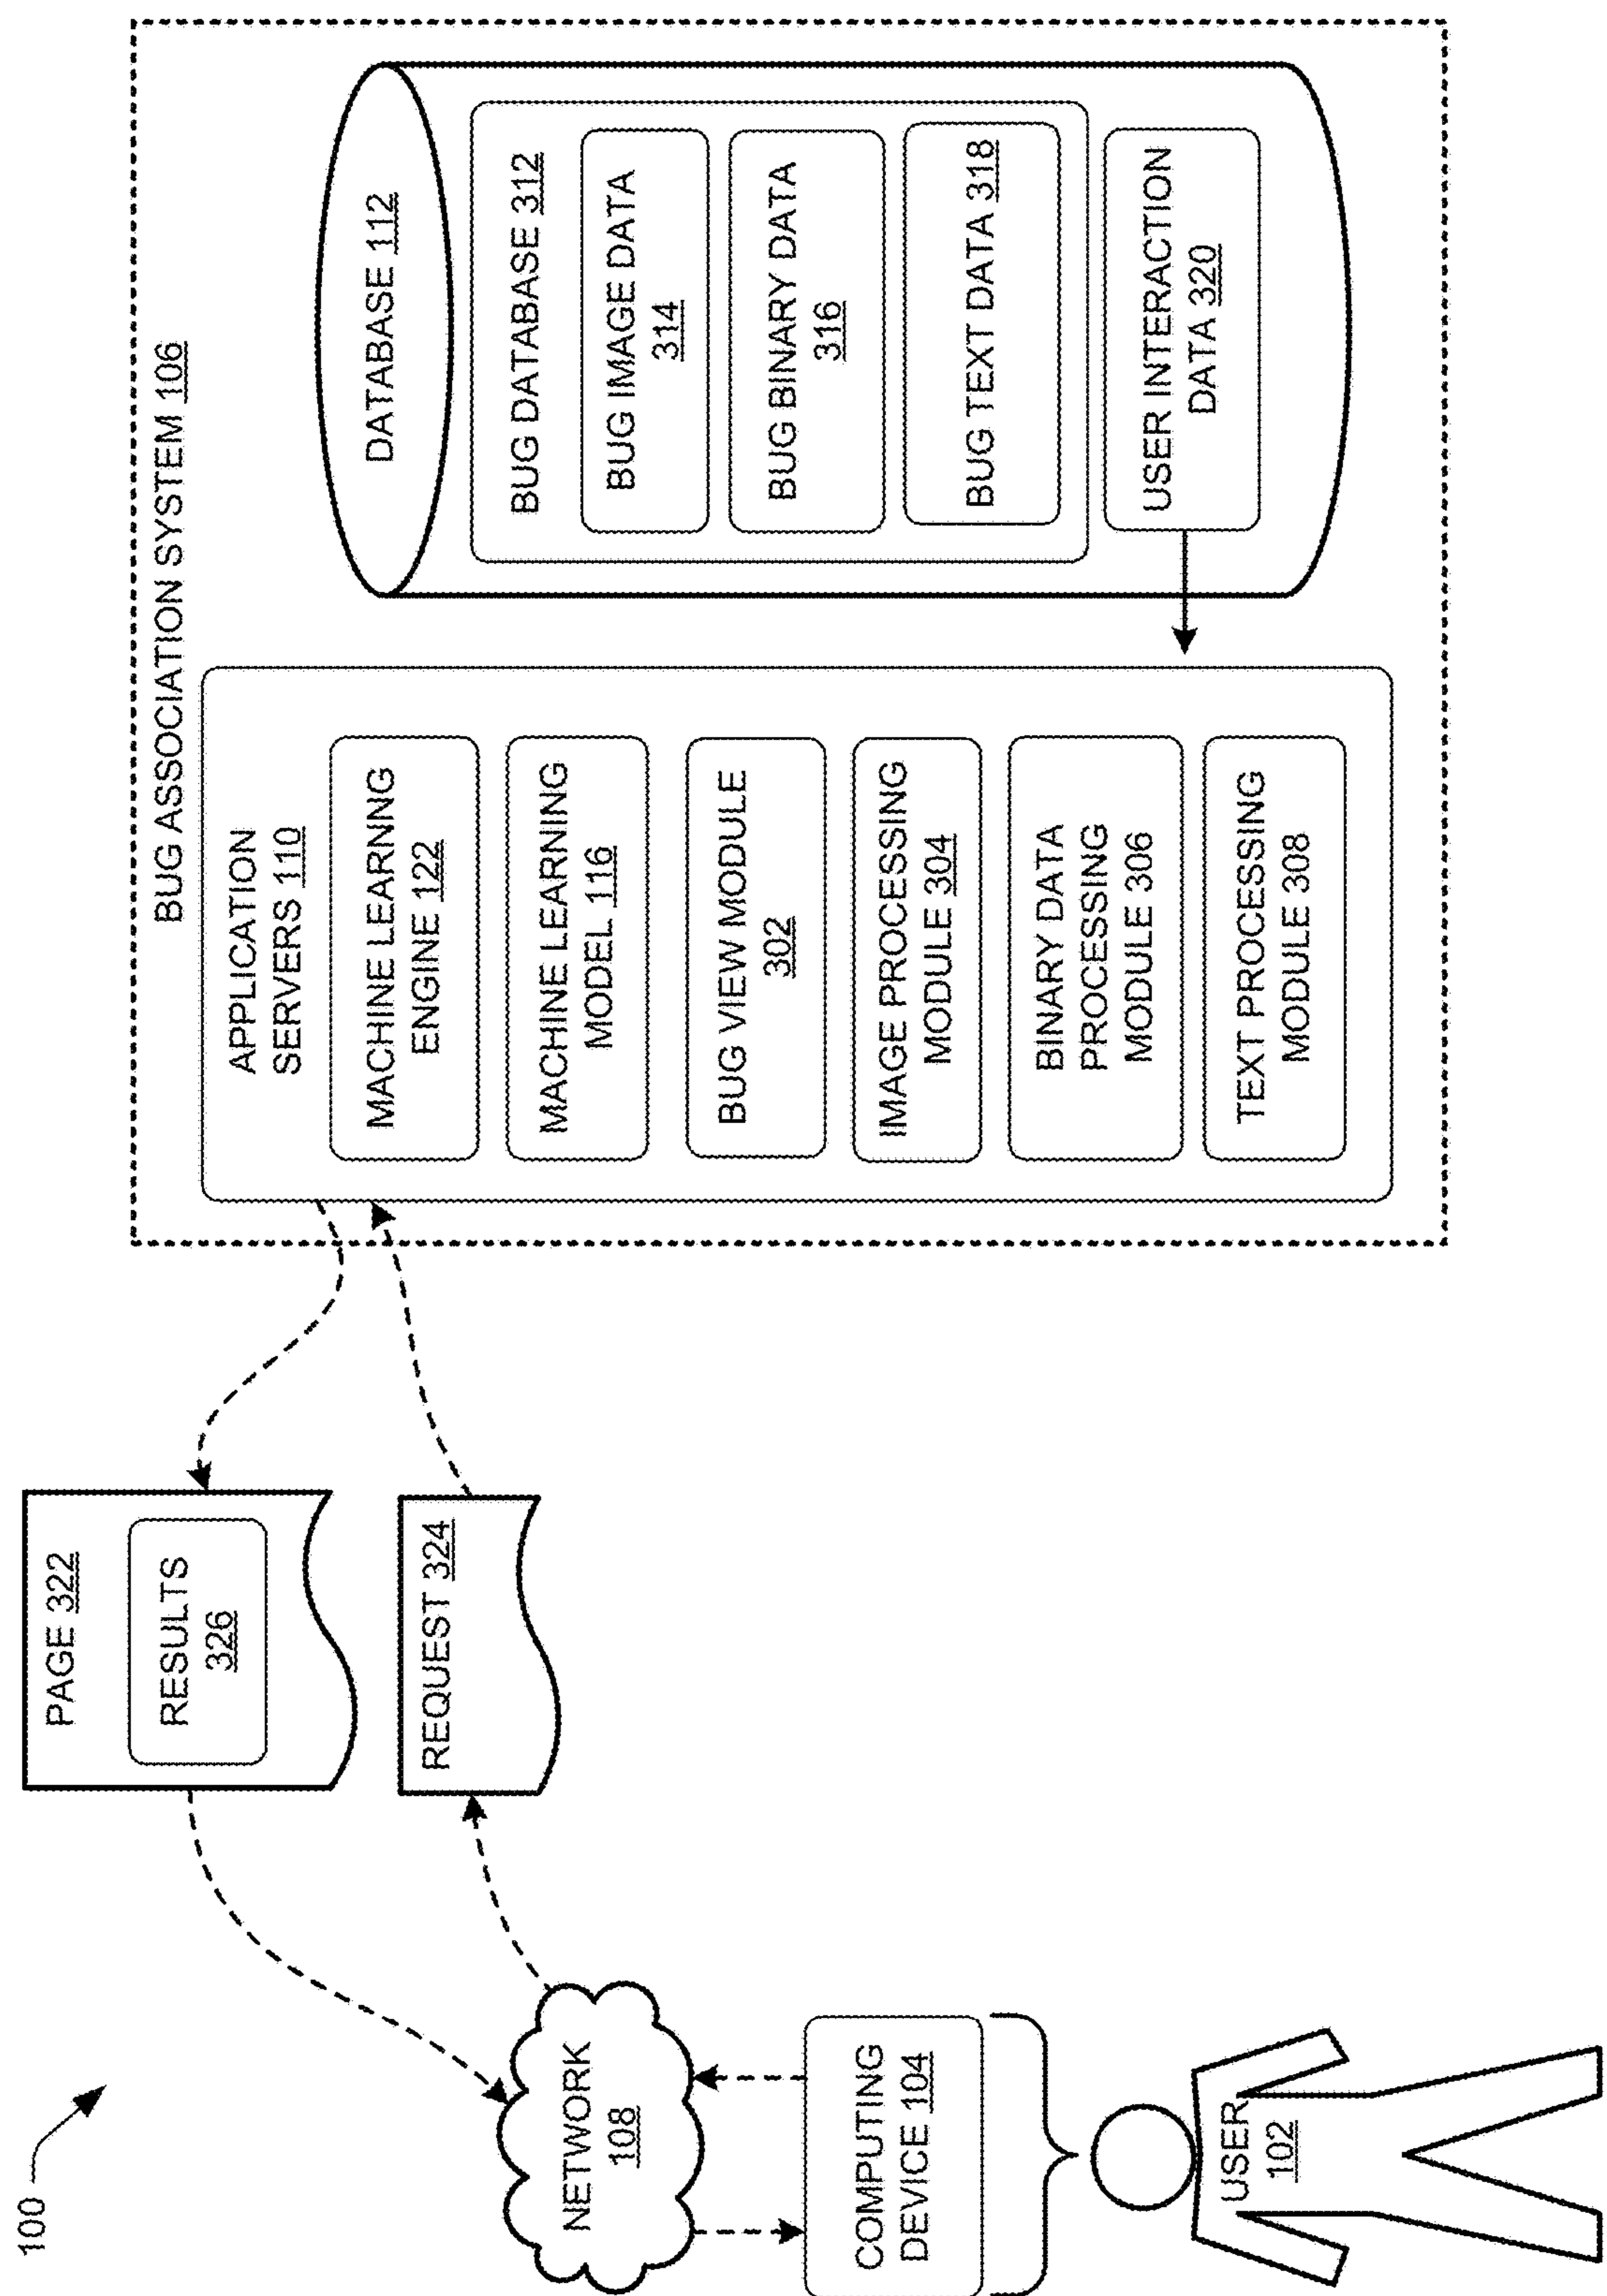 100
PAGE 322
RESULTS
326
REQUEST 324
NETWORK
108
COMPUTING
DEVICE 104
USER
102
BUG ASSOCIATION SYSTEM 106
APPLICATION
SERVERS 110
MACHINE LEARNNG
ENGINE 122
MACHINE LEARNING
MODEL 116
BUG VIEW MODULE
302
IMAGE PROCESSING
MODULE 304
BINARY DATA
PROCESSING
MODULE 306
TEXT PROCESSING
MODULE 308
DATABASE 112
BUG DATABASE 312
BUG IMAGE DATA
314
BUG BINARY DATA
316
BUG TEXT DATA 318
USER INTERACTION
DATA 320